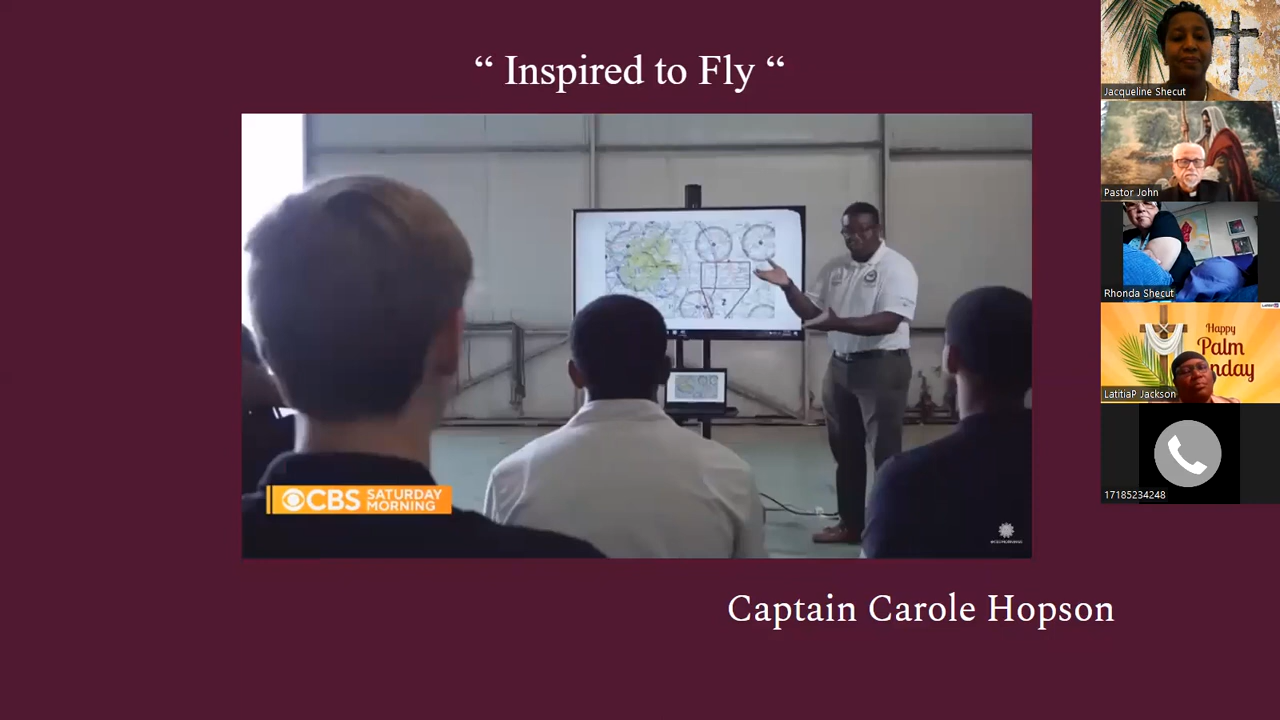 “ Inspired to Fly “
CBS SATURDAY
MORNING
Captain Carole Hopson
Jacqueline Shecut
Pastor John
Rhonda Shecut
Happy
Palm
nday
LatitiaP Jackson
17185234248